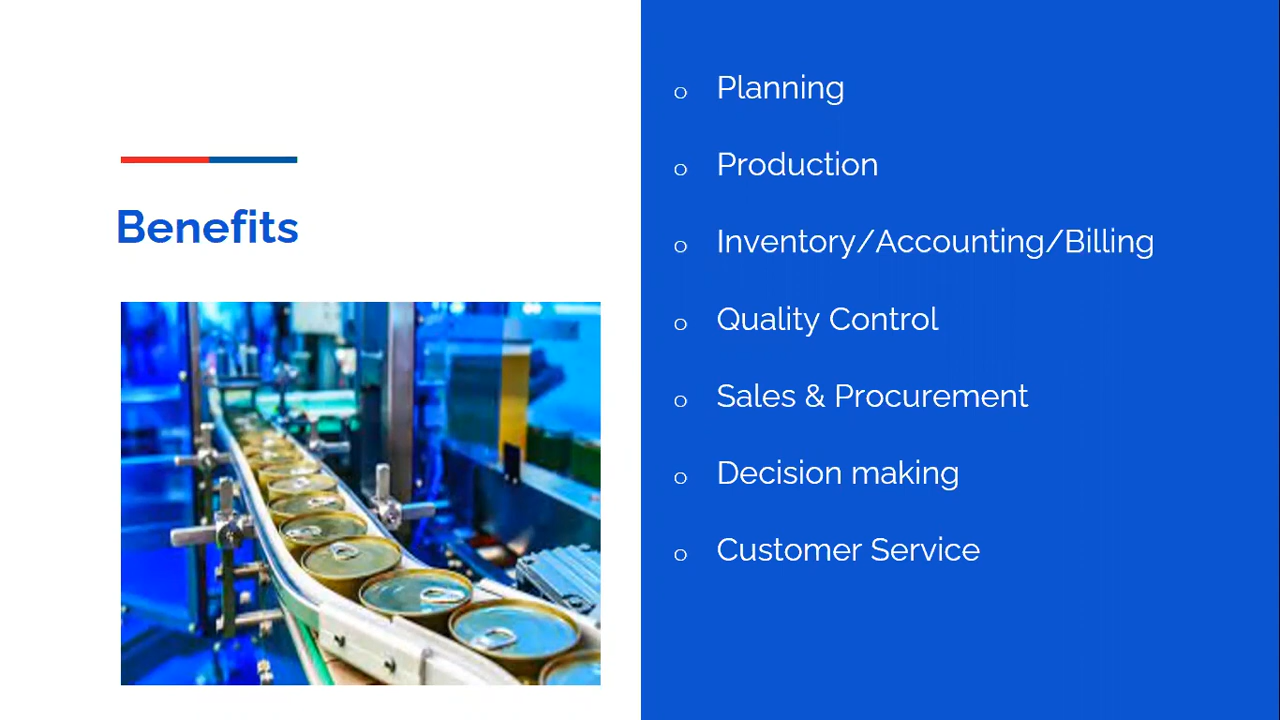 Benefits
Planning
Production
Inventory/Accounting/Billing
Quality Control
Sales & Procurement
Decision making
Customer Service